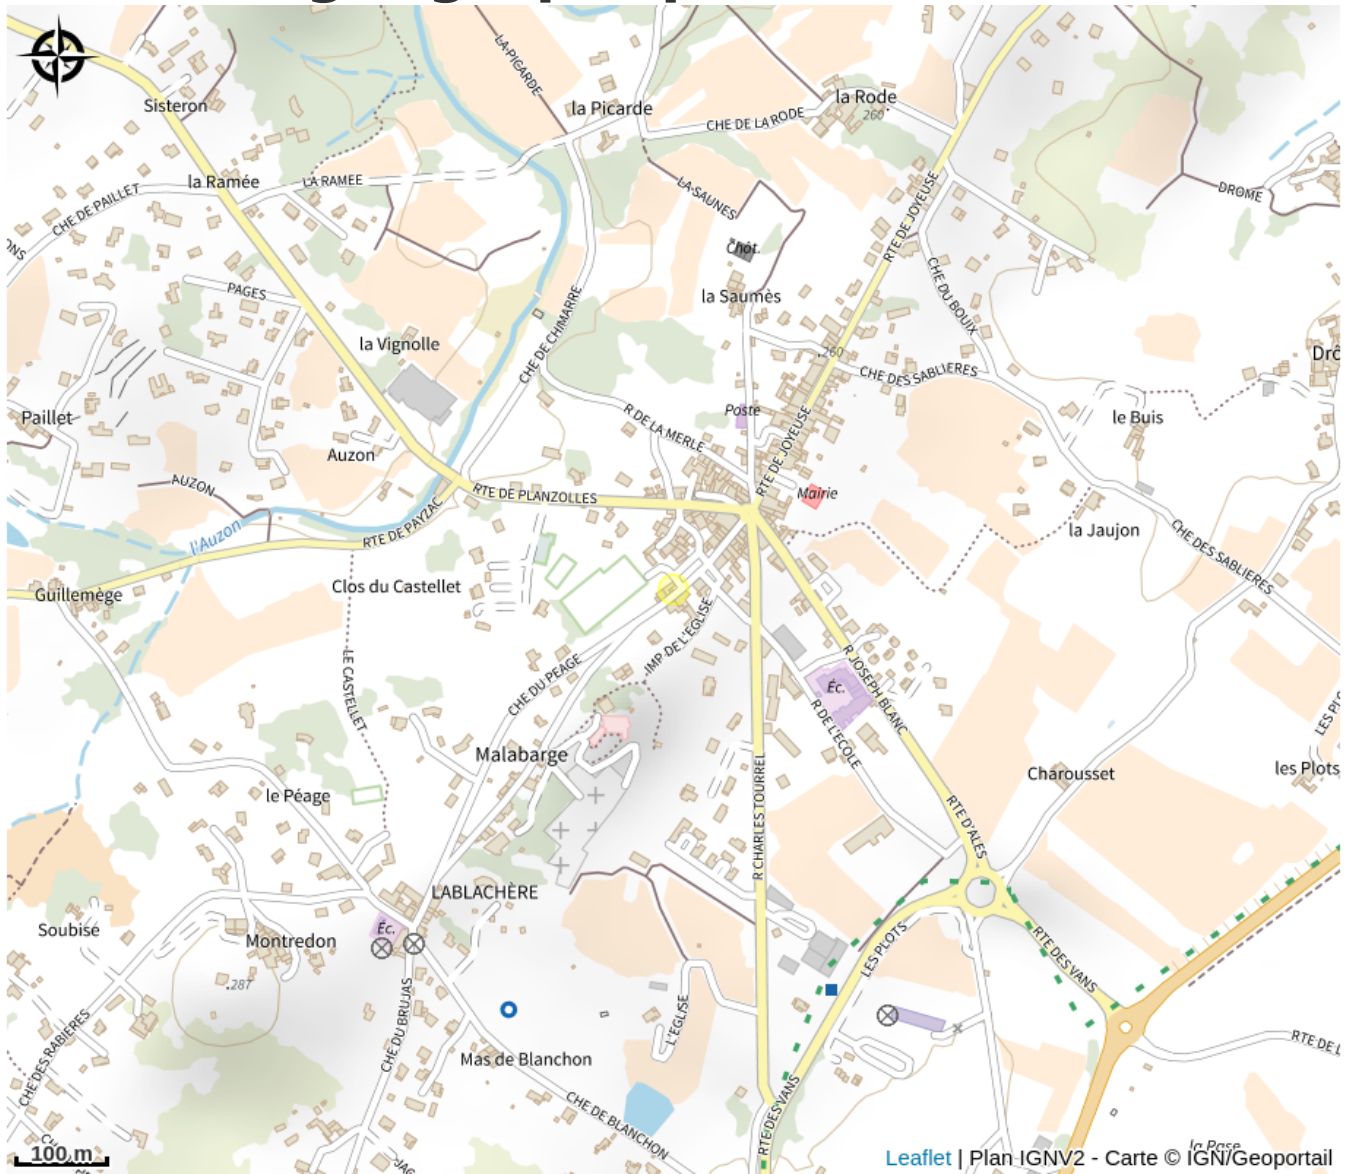 LA PICARDE
Sisteron
la Picarde
la Rode
260
CHE DE LA RODE
la Ramée
LA RAMEE
CHE DE PAILLET
LA SAUNES
DROME
RTE DE JOYEUSE
ONS
Chât.
PAGES
la Saumès
CHE DU BOUIX
CHE DE CHIMARRE
la Vignolle
.260
CHE DES SABLIERES
Drô
Paillet
Poste
R DE LA MERLE
le Buis
Auzon
RTE DE JOYEUSE
AUZON
RTE DE PLANZOLLES
Mairie
l'Auzon
RTE DE PAYZAC
la Jaujon
CHE DES SABLIERES
Guillemège
Clos du Castellet
IMP DE L'EGLISE
LE CASTELLET
CHE DU PEAGE
Éc.
R JOSEPH BLANC
R DE L'ECOLE
LES PL
Malabarge
Charousset
les Plots
le Péage
R CHARLES TOURREL
RTE D'ALES
LABLACHÈRE
Soubise
Éc.
Montredon
LES PLOTS
RTE DES VANS
.287
CHE DU BRUJAS
L'EGLISE
CHE DES RABIERES
Mas de Blanchon
RTE DE L
CHE DE BLANCHON
RTE DES VANS
100 m
la Pase
Leaflet | Plan IGNV2 - Carte © IGN/Geoportail